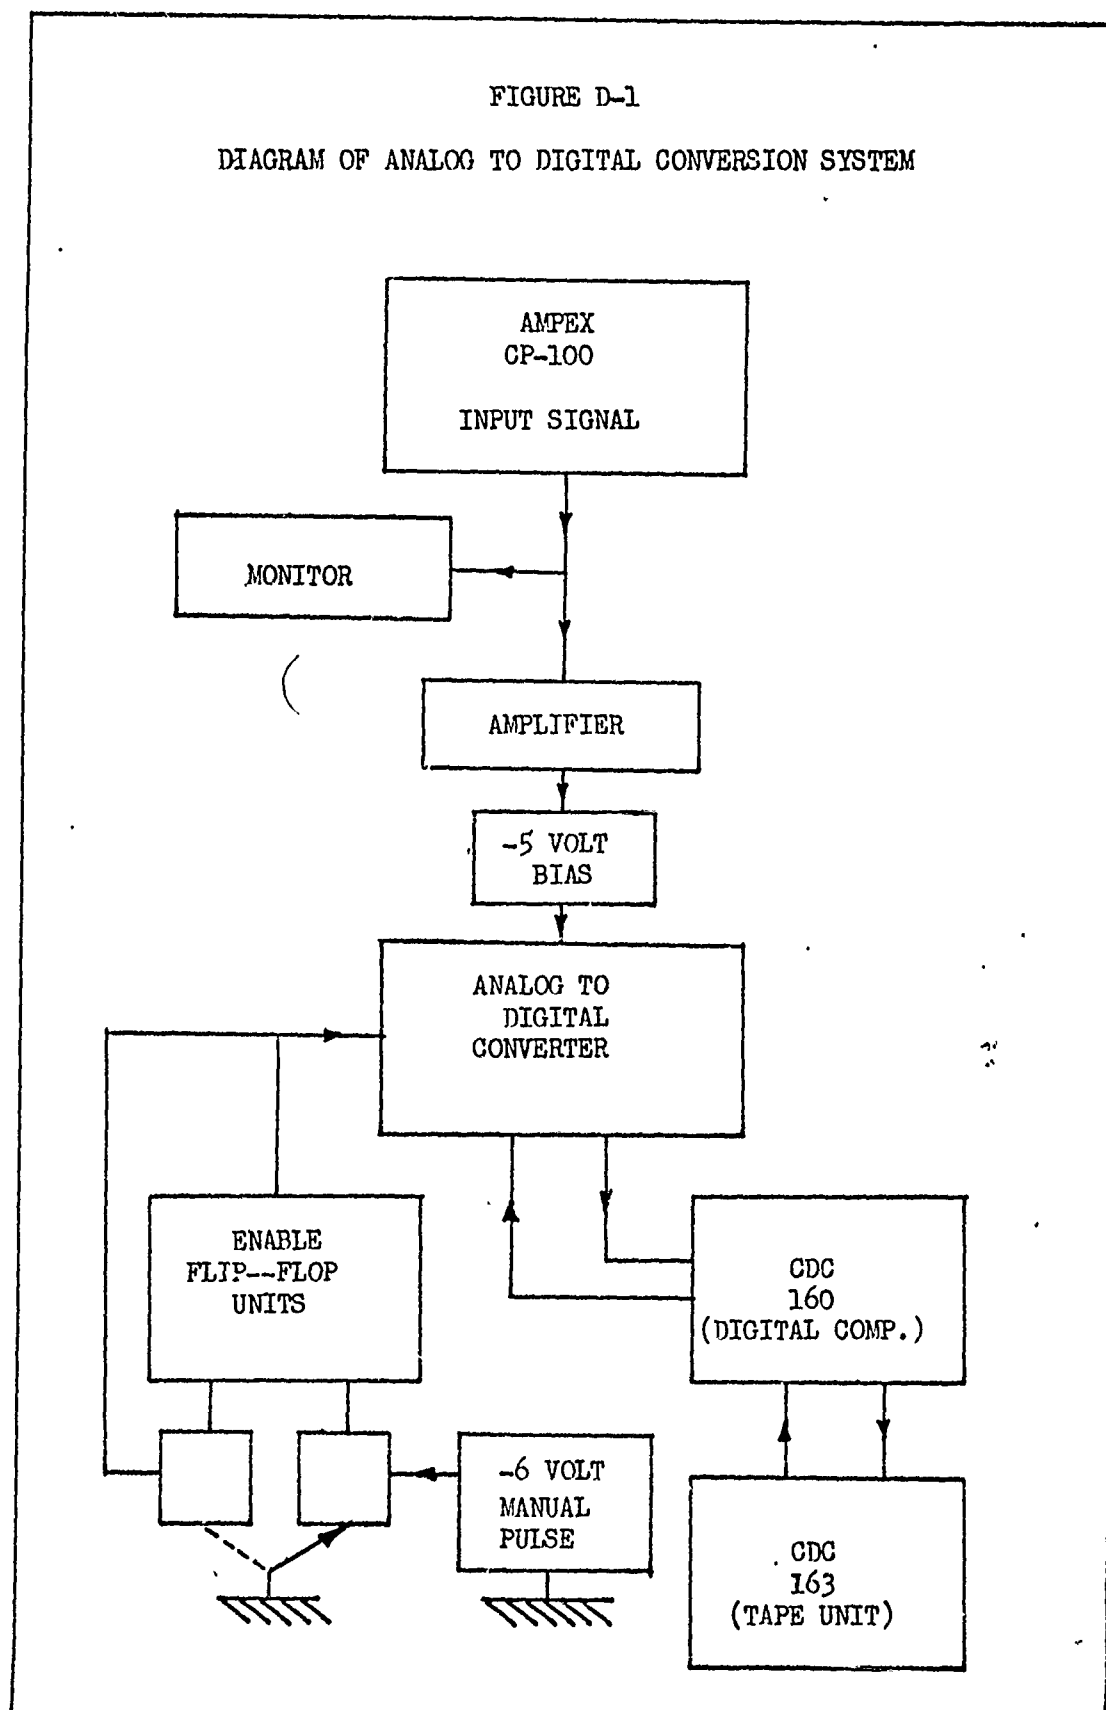 FIGURE D-1
DIAGRAM OF ANALOG TO DIGITAL CONVERSION SYSTEM
AMPEX
CP-100
INPUT SIGNAL
MONITOR
AMPLIFIER
-5 VOLT
BIAS
ANALOG TO
DIGITAL
CONVERTER
ENABLE
FLIP--FLOP
UNITS
CDC
160
(DIGITAL COMP.)
-6 VOLT
MANUAL
PULSE
CDC
163
(TAPE UNIT)